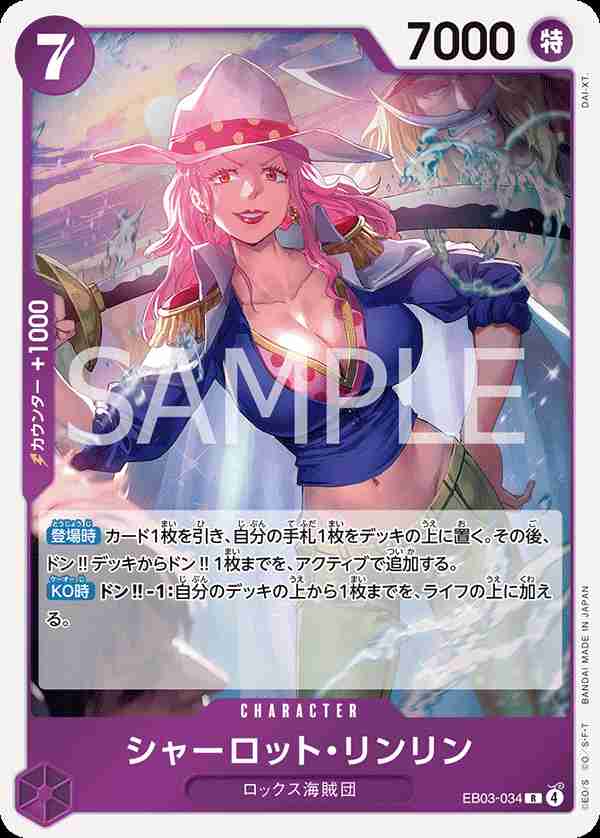 7
7000
特
DAI-XT.
カウンター +1000
SAMPLE
登場時 カード1枚を引き、自分の手札1枚をデッキの上に置く。その後、
ドン!!デッキからドン!!1枚までを、アクティブで追加する。
KO時 ドン!!-1:自分のデッキの上から1枚までを、ライフの上に加え
る。
CHARACTER
シャーロット・リンリン
ロックス海賊団
EB03-034 R 4
©E.O/S ©O/S・F・T BANDAI MADE IN JAPAN